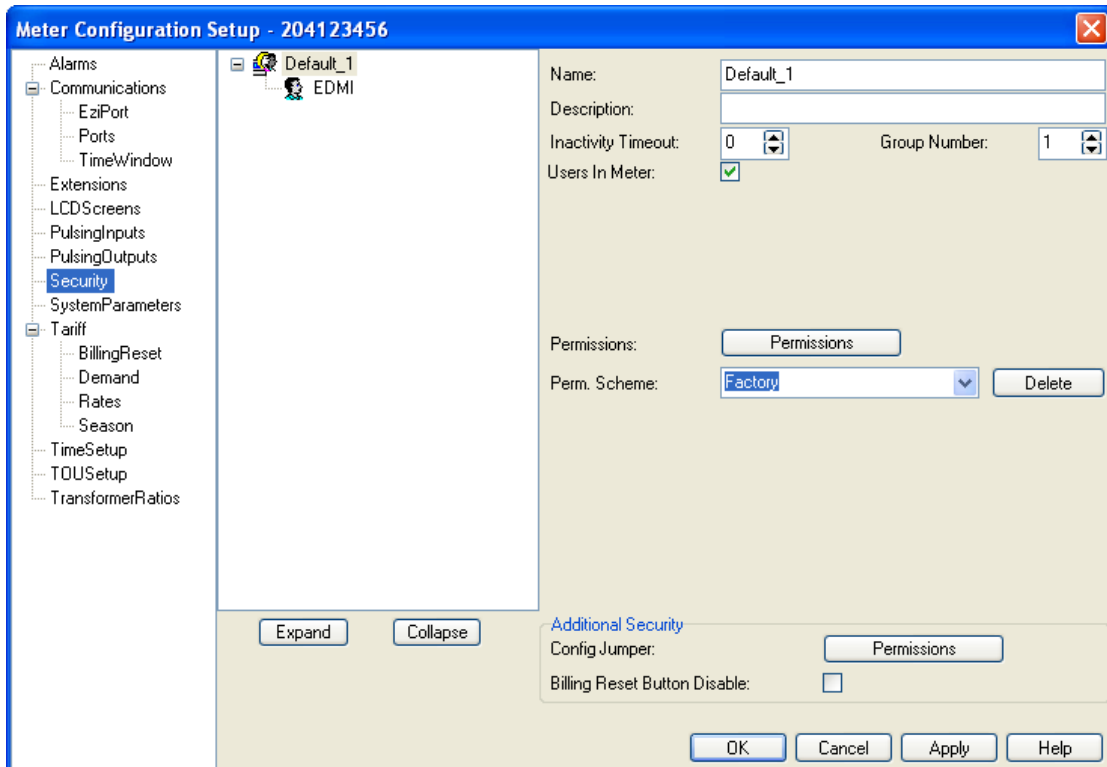 Meter Configuration Setup - 204123456
Alarms
Communications
EziPort
Ports
TimeWindow
Extensions
LCDScreens
PulsingInputs
PulsingOutputs
Security
SystemParameters
Tariff
BillingReset
Demand
Rates
Season
TimeSetup
TOUSetup
TransformerRatios
Default_1
EDMI
Expand
Collapse
Name: Default_1
Description:
Inactivity Timeout: 0 Group Number: 1
Users In Meter:
Permissions: Permissions
Perm. Scheme: Factory Delete
Additional Security
Config Jumper: Permissions
Billing Reset Button Disable:
OK Cancel Apply Help